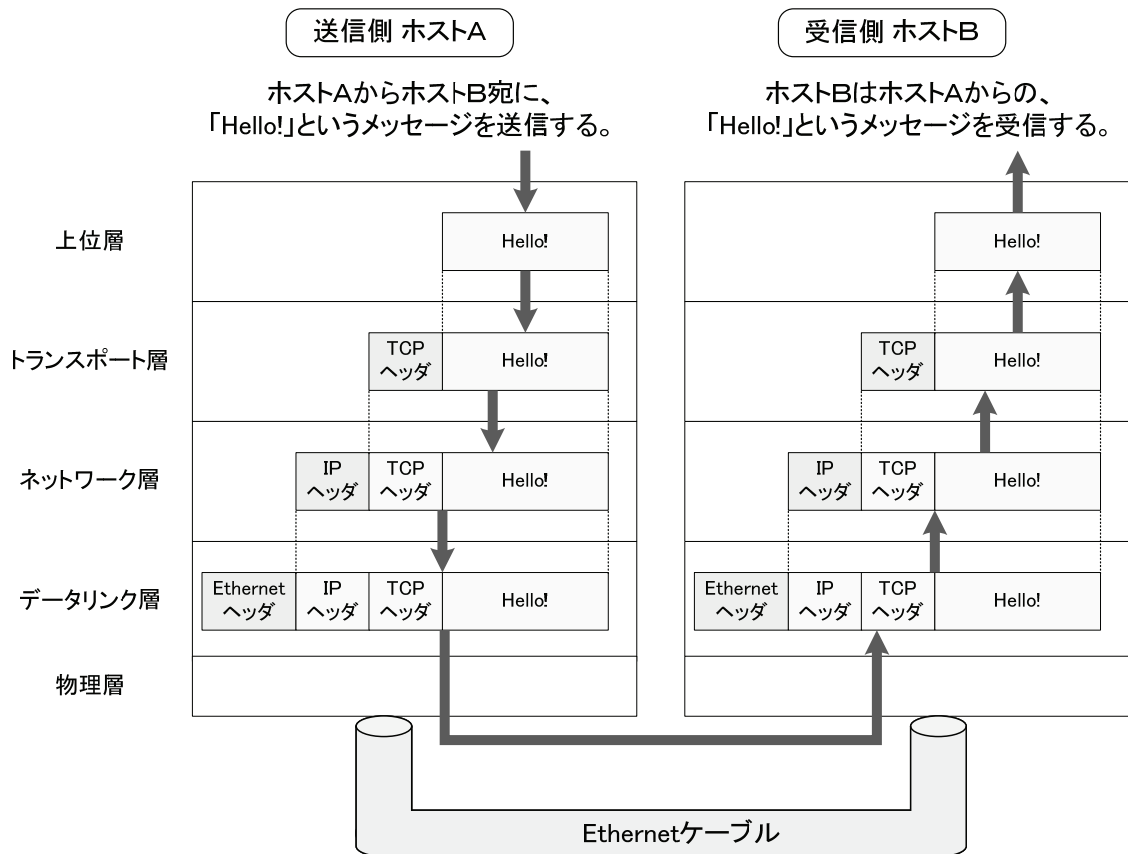 送信側 ホストA
受信側 ホストB
ホストAからホストB宛に、
「Hello!」というメッセージを送信する。
ホストBはホストAからの、
「Hello!」というメッセージを受信する。
上位層
Hello!
Hello!
トランスポート層
TCP
ヘッダ
Hello!
TCP
ヘッダ
Hello!
ネットワーク層
IP
ヘッダ
TCP
ヘッダ
Hello!
IP
ヘッダ
TCP
ヘッダ
Hello!
データリンク層
Ethernet
ヘッダ
IP
ヘッダ
TCP
ヘッダ
Hello!
Ethernet
ヘッダ
IP
ヘッダ
TCP
ヘッダ
Hello!
物理層
Ethernetケーブル